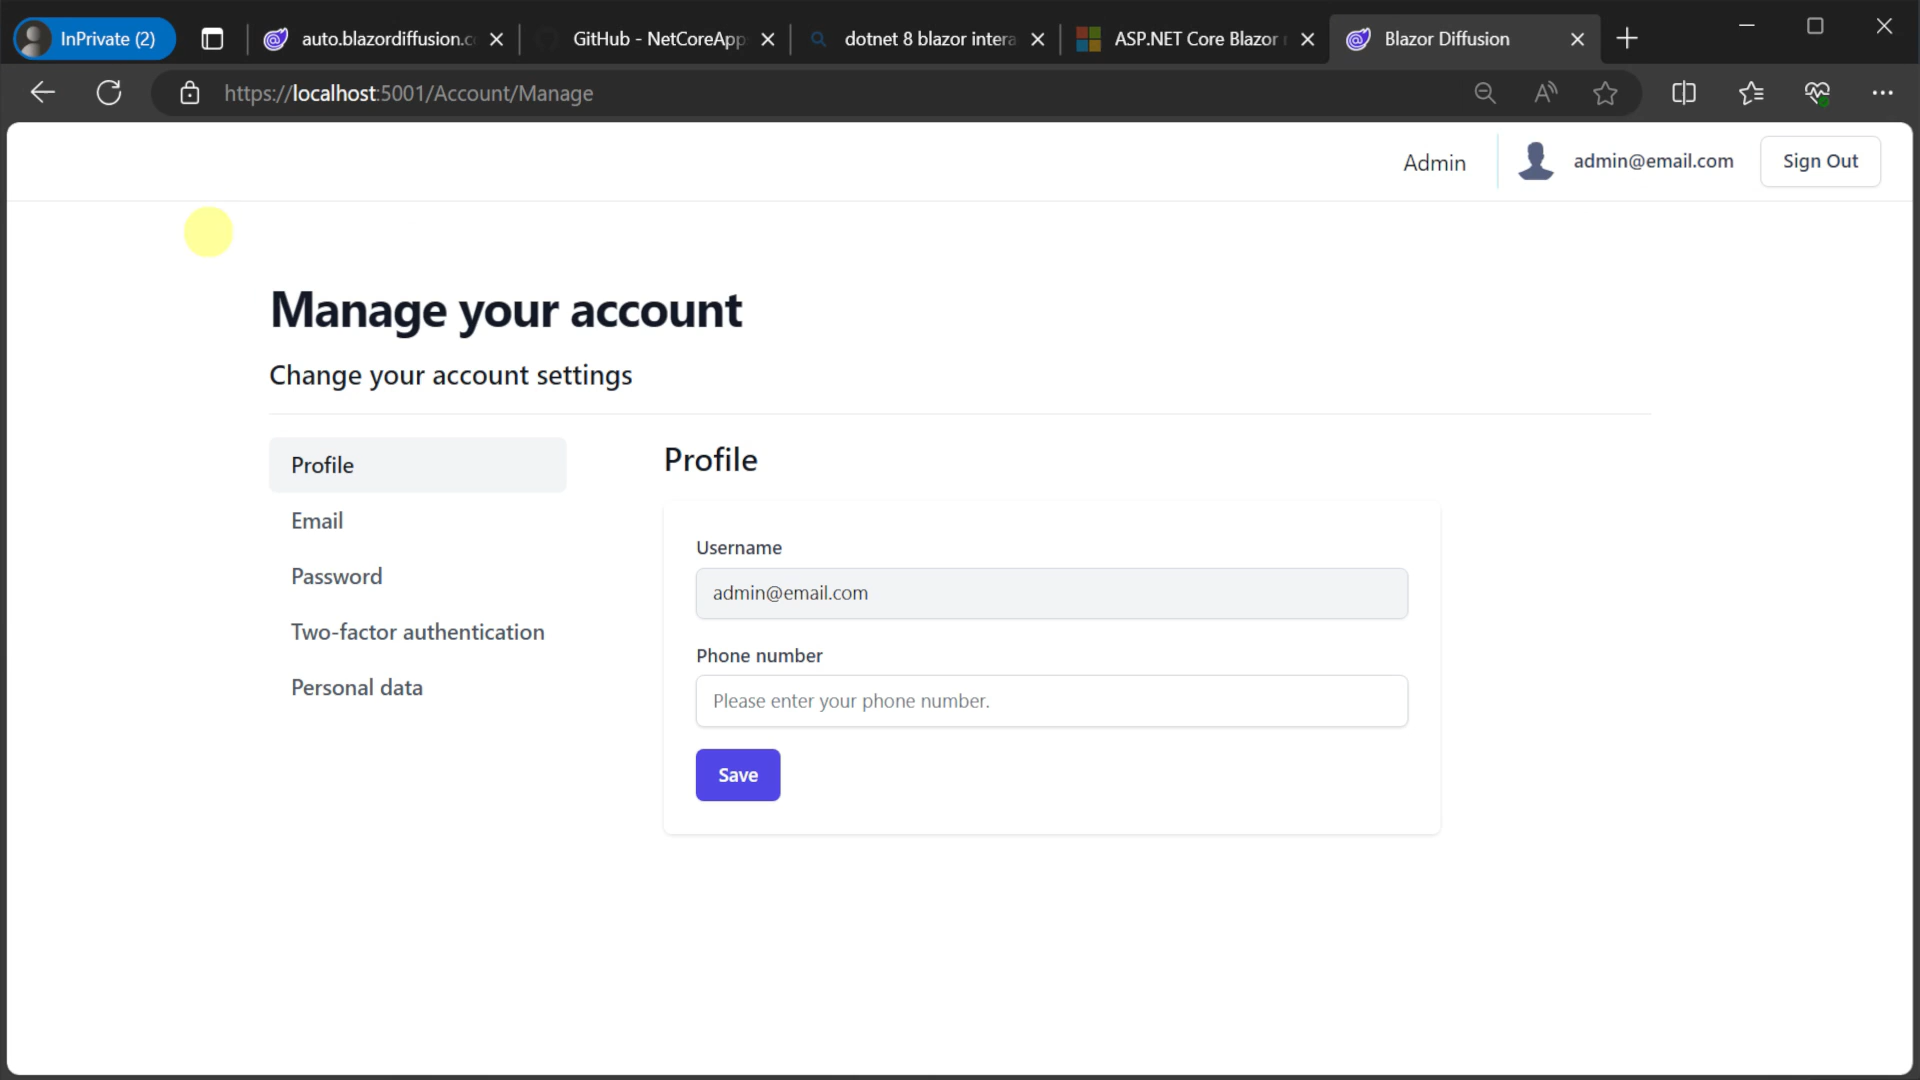 InPrivate (2)
auto.blazordiffusion.c
GitHub - NetCoreApp
dotnet 8 blazor intera
ASP.NET Core Blazor
Blazor Diffusion
https://localhost:5001/Account/Manage
Admin
admin@email.com
Sign Out
Manage your account
Change your account settings
Profile
Email
Password
Two-factor authentication
Personal data
Profile
Username
admin@email.com
Phone number
Please enter your phone number.
Save